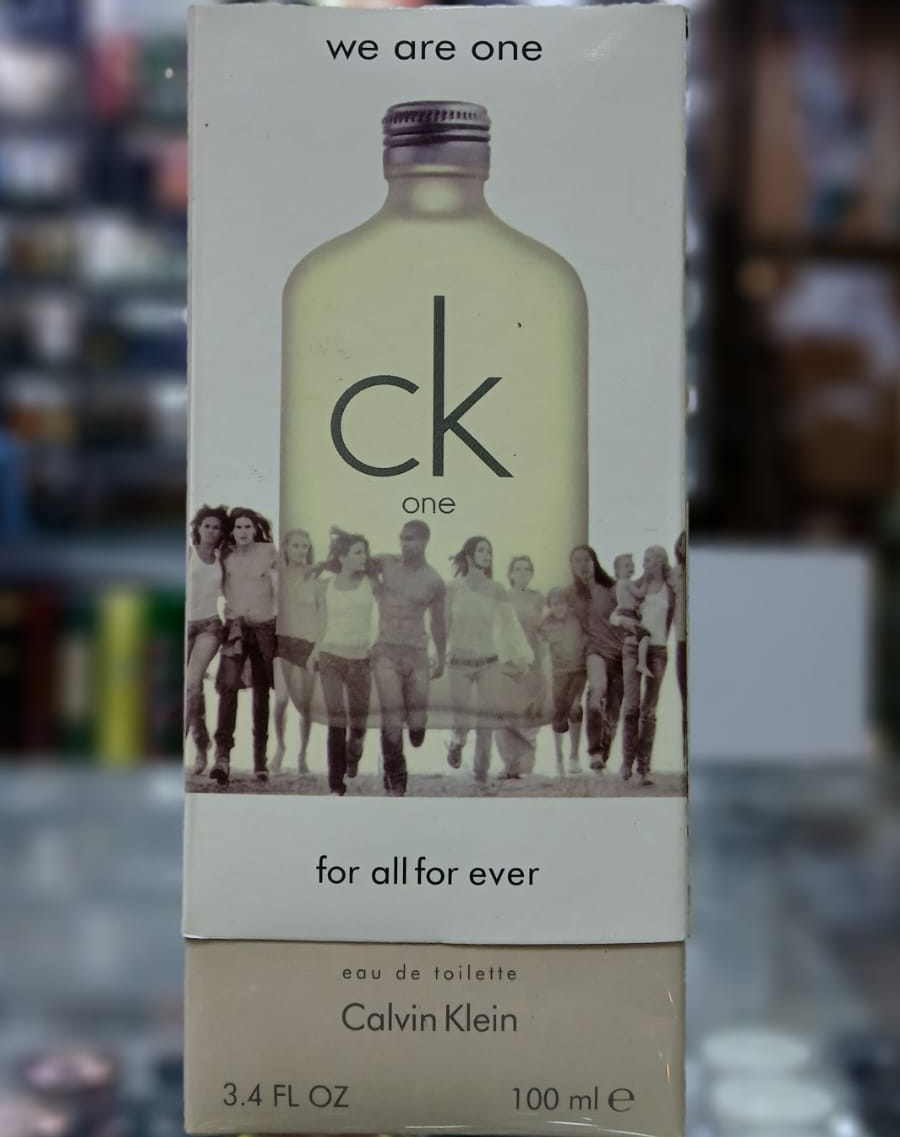 we are one
ck
one
for all for ever
eau de toilette
Calvin Klein
3.4 FL OZ 100 ml ℮